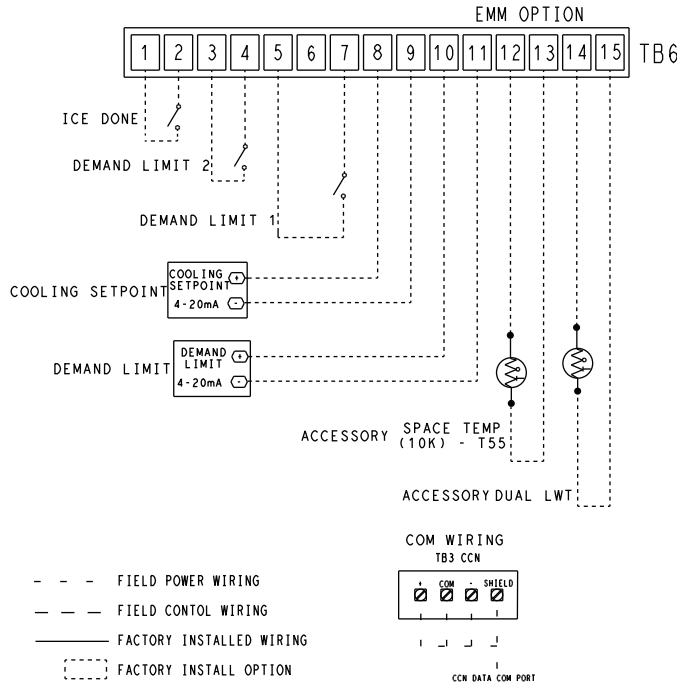 EMM OPTION
1 2 3 4 5 6 7 8 9 10 11 12 13 14 15 TB6
ICE DONE
DEMAND LIMIT 2
DEMAND LIMIT 1
COOLING SETPOINT
COOLING
SETPOINT
+
4-20mA -
DEMAND LIMIT
DEMAND
LIMIT
+
4-20mA -
ACCESSORY SPACE TEMP
(10K) - T55
ACCESSORY DUAL LWT
COM WIRING
TB3 CCN
+ COM - SHIELD
CCN DATA COM PORT
FIELD POWER WIRING
FIELD CONTOL WIRING
FACTORY INSTALLED WIRING
FACTORY INSTALL OPTION